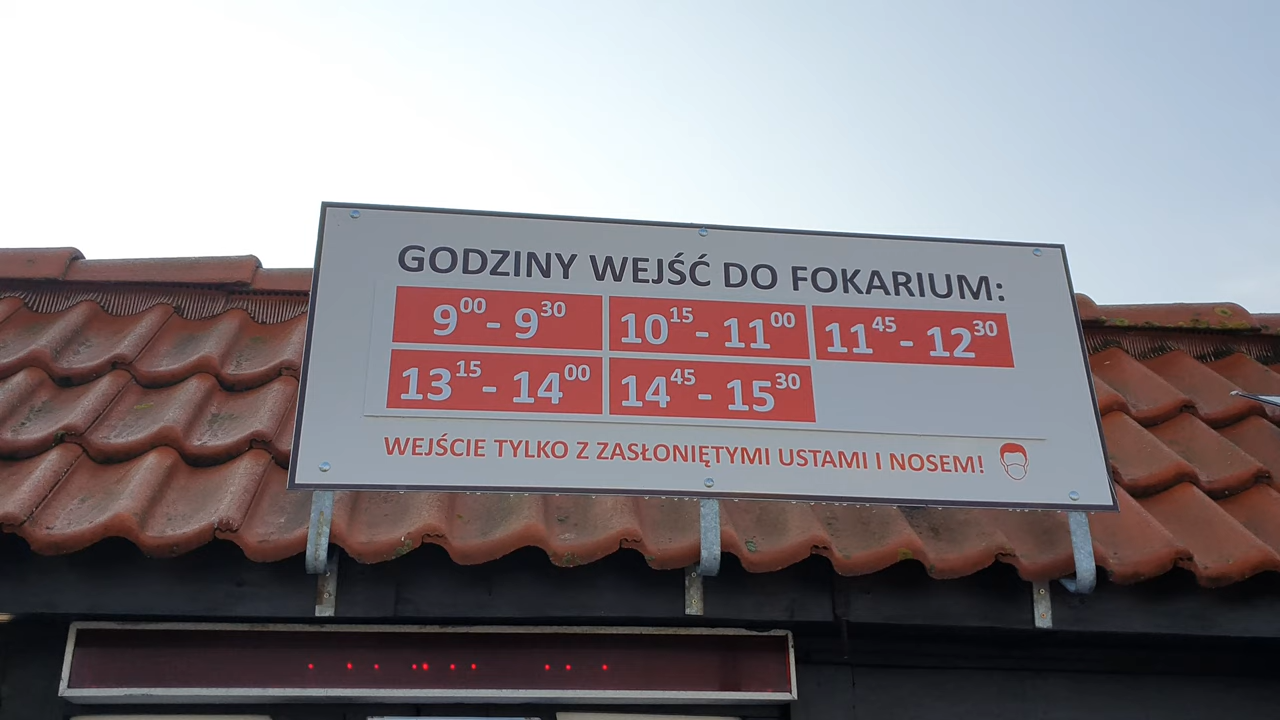 GODZINY WEJŚĆ DO FOKARIUM:
9⁰⁰ - 9³⁰ 10¹⁵ - 11⁰⁰ 11⁴⁵ - 12³⁰
13¹⁵ - 14⁰⁰ 14⁴⁵ - 15³⁰
WEJŚCIE TYLKO Z ZASŁONIĘTYMI USTAMI I NOSEM!